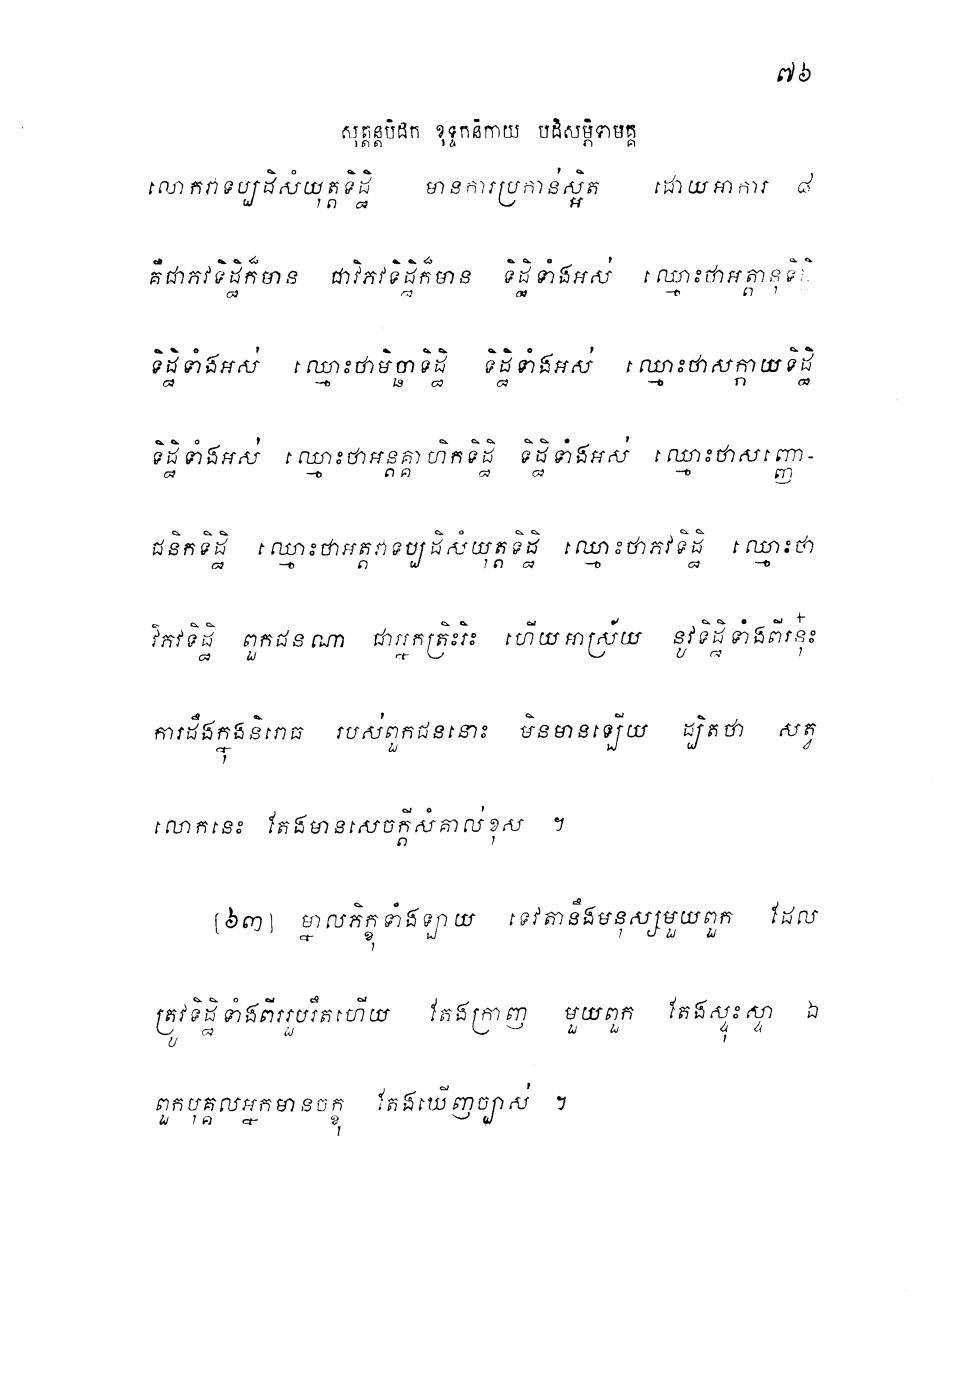 ៧៦
សុត្តន្តបិដក ខុទ្ទកនិកាយ បដិសម្ភិទាមគ្គ
លោកវាទប្បដិសំយុត្តទិដ្ឋិ មានការប្រកាន់ស្អិត ដោយអាការ ៨
គឺជាភវទិដ្ឋិក៏មាន ជាវិភវទិដ្ឋិក៏មាន ទិដ្ឋិទាំងអស់ ឈ្មោះថាអត្តានុទិដ្ឋិ
ទិដ្ឋិទាំងអស់ ឈ្មោះថាមិច្ឆាទិដ្ឋិ ទិដ្ឋិទាំងអស់ ឈ្មោះថាសក្កាយទិដ្ឋិ
ទិដ្ឋិទាំងអស់ ឈ្មោះថាអន្តគ្គាហិកទិដ្ឋិ ទិដ្ឋិទាំងអស់ ឈ្មោះថាសញ្ញោ-
ជនិកទិដ្ឋិ ឈ្មោះថាអត្តវាទប្បដិសំយុត្តទិដ្ឋិ ឈ្មោះថាភវទិដ្ឋិ ឈ្មោះថា
វិភវទិដ្ឋិ ពួកជនណា ជាអ្នកត្រិះរិះ ហើយអាស្រ័យ នូវទិដ្ឋិទាំងពីរនុ៎ះ
ការដឹងក្នុងនិរោធ របស់ពួកជននោះ មិនមានឡើយ ដ្បិតថា សត្វ
លោកនេះ តែងមានសេចក្តីសំគាល់ខុស ។
[៦៣] ម្នាលភិក្ខុទាំងឡាយ ទេវតានឹងមនុស្សមួយពួក ដែល
ត្រូវទិដ្ឋិទាំងពីររួបរឹតហើយ តែងក្រាញ មួយពួក តែងស្ទុះស្ទា ឯ
ពួកបុគ្គលអ្នកមានចក្ខុ តែងឃើញច្បាស់ ។